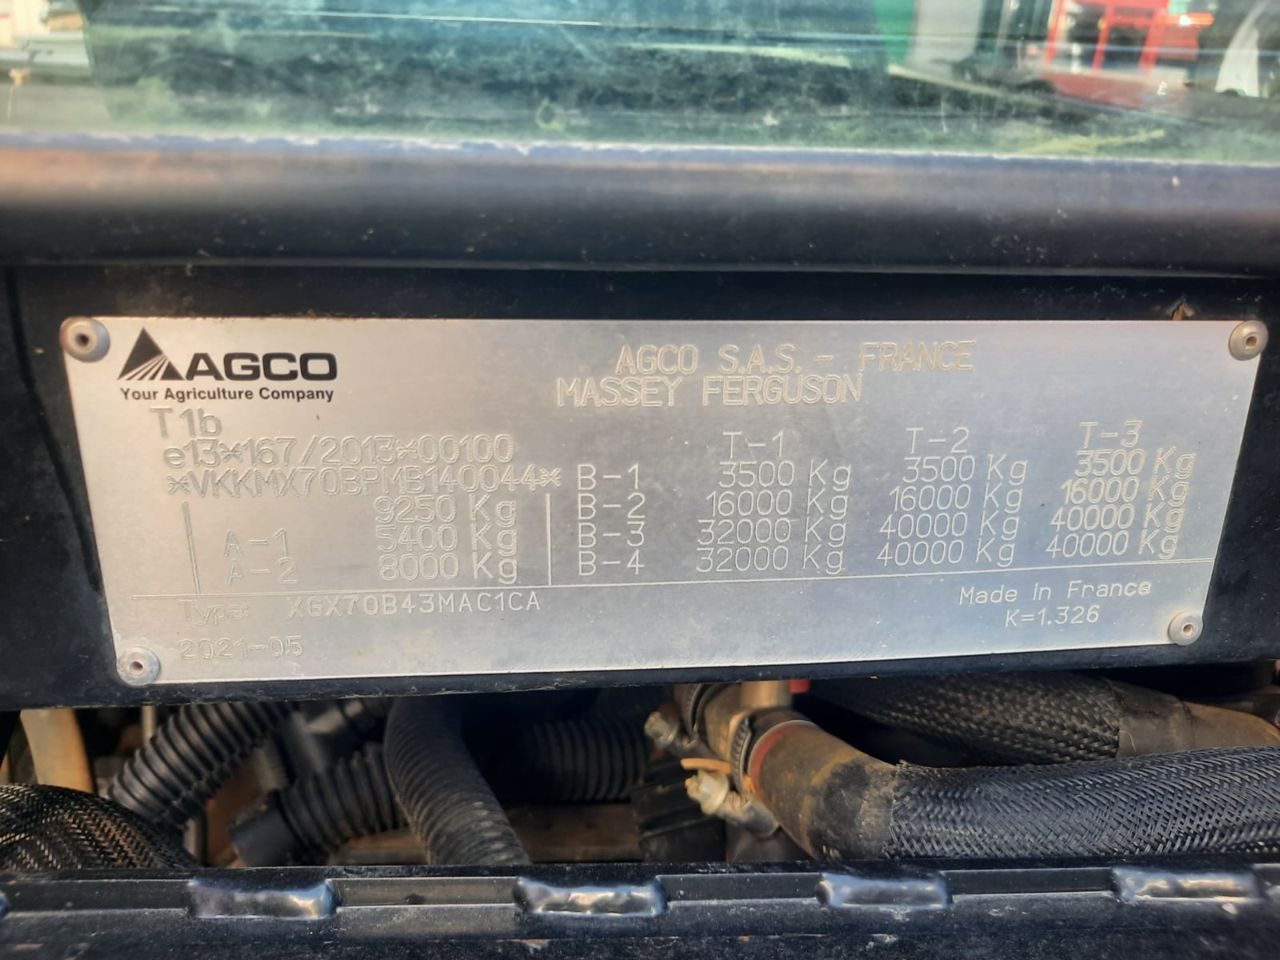 AGCO
Your Agriculture Company
AGCO S.A.S. - FRANCE
MASSEY FERGUSON
T1b
e13*167/2013*00100
*VKKMX70BPMB140044*
9250 Kg
A-1 5400 Kg
A-2 8000 Kg
T-1 T-2 T-3
B-1 3500 Kg 3500 Kg 3500 Kg
B-2 16000 Kg 16000 Kg 16000 Kg
B-3 32000 Kg 40000 Kg 40000 Kg
B-4 32000 Kg 40000 Kg 40000 Kg
Type: XGX70B43MAC1CA
Made in France
K=1.326
2021-05